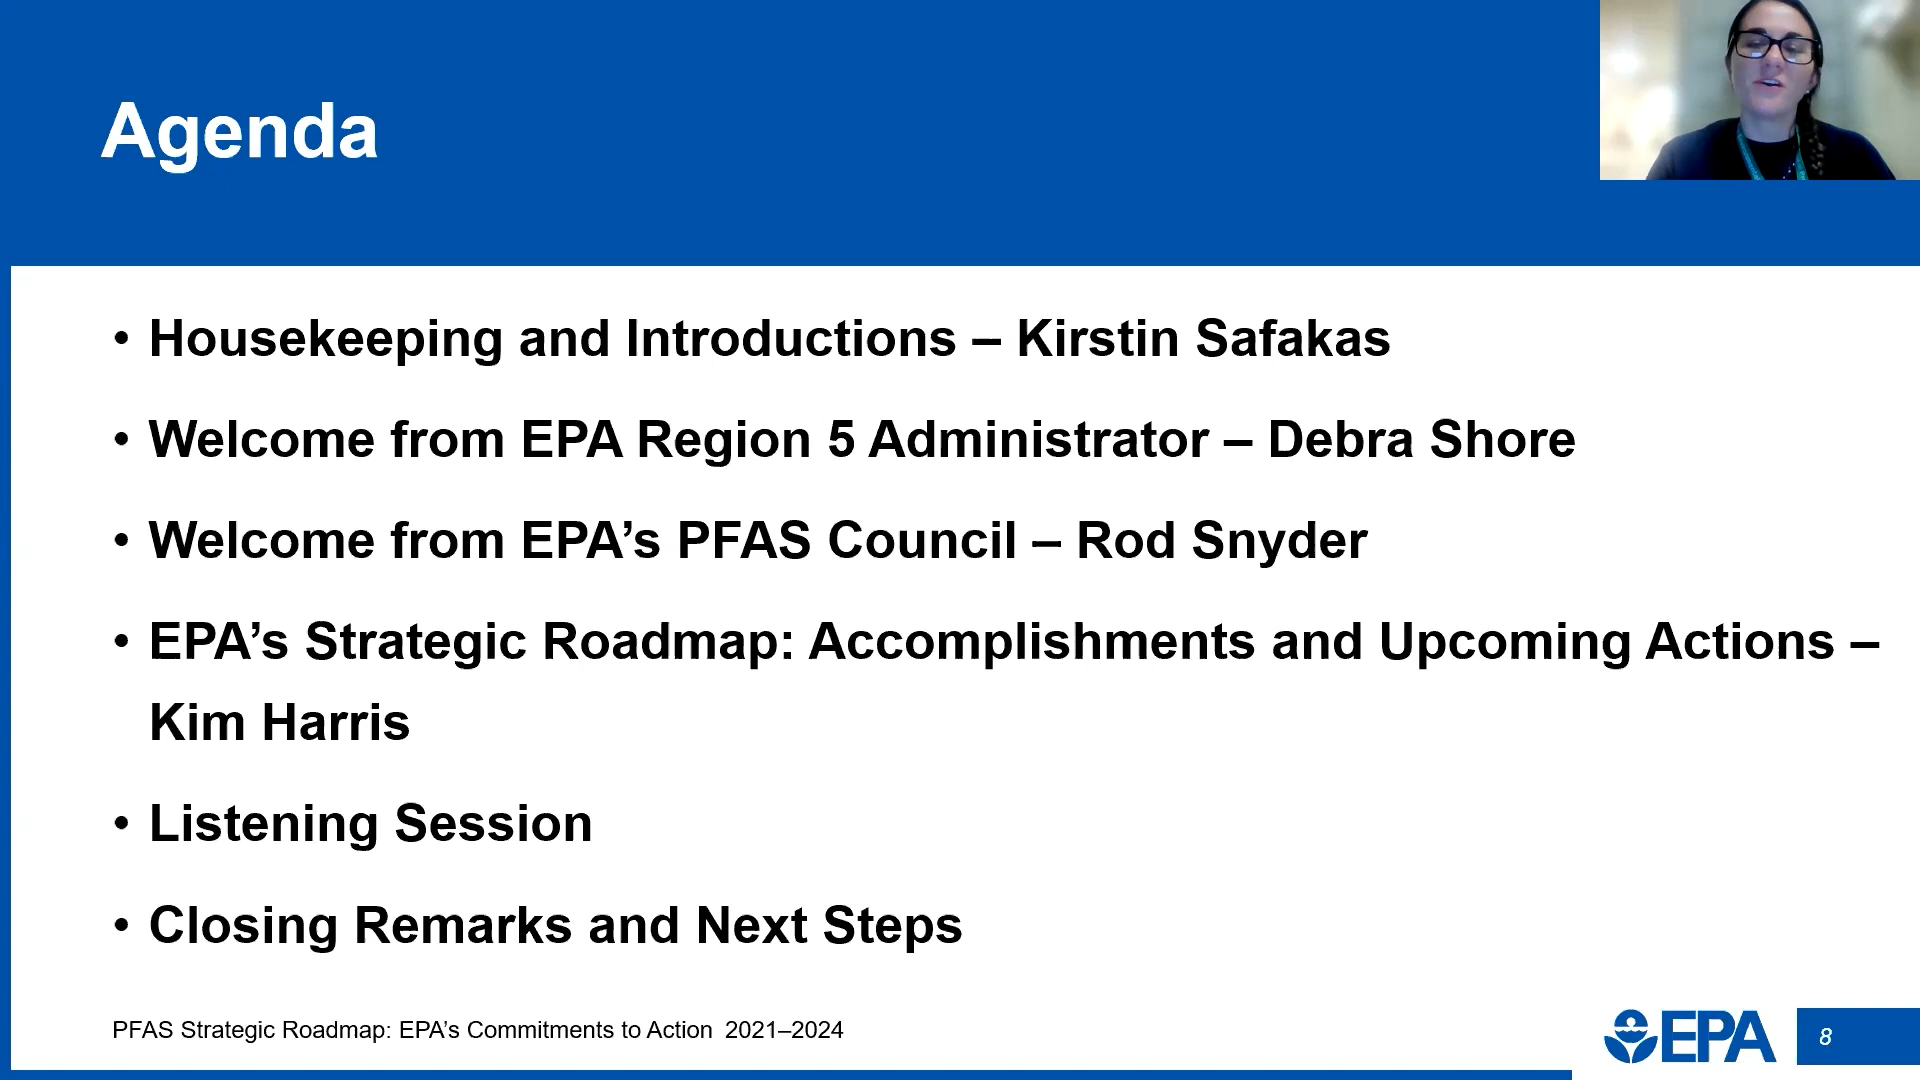 Agenda
• Housekeeping and Introductions – Kirstin Safakas
• Welcome from EPA Region 5 Administrator – Debra Shore
• Welcome from EPA’s PFAS Council – Rod Snyder
• EPA’s Strategic Roadmap: Accomplishments and Upcoming Actions –
Kim Harris
• Listening Session
• Closing Remarks and Next Steps
PFAS Strategic Roadmap: EPA’s Commitments to Action 2021–2024
EPA
8